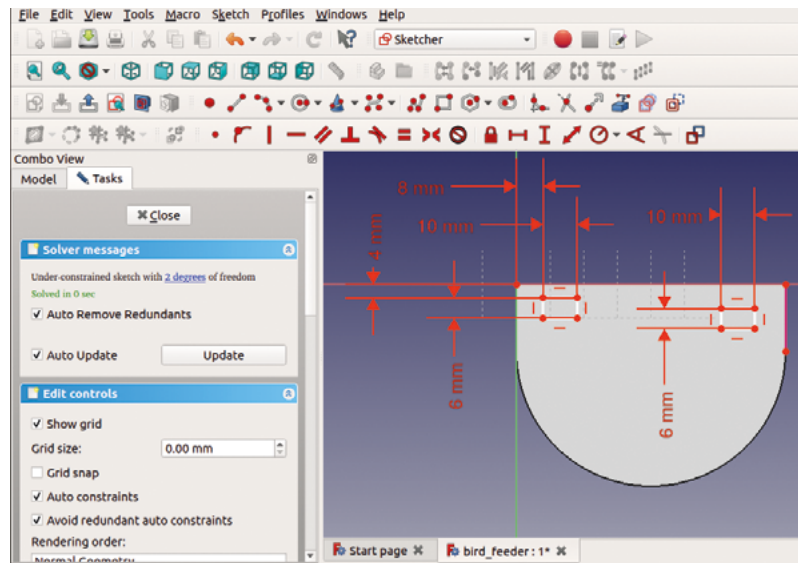 File Edit View Tools Macro Sketch Profiles Windows Help
Sketcher
Combo View
Model Tasks
Close
Solver messages
Under-constrained sketch with 2 degrees of freedom
Solved in 0 sec
Auto Remove Redundants
Auto Update Update
Edit controls
Show grid
Grid size: 0.00 mm
Grid snap
Auto constraints
Avoid redundant auto constraints
Rendering order:
Normal Geometry
8 mm
10 mm
10 mm
4 mm
6 mm
6 mm
Start page
bird_feeder : 1*